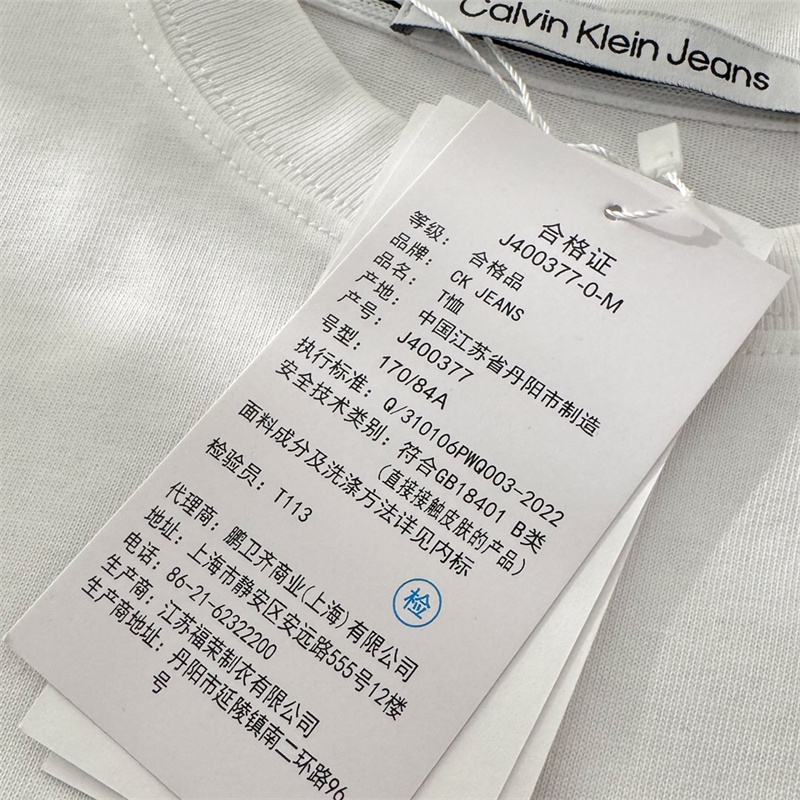 Calvin Klein Jeans
合格证
J400377-0-M
等级：合格品
品牌：CK JEANS
品名：T恤
产地：中国江苏省丹阳市制造
产号：J400377
号型：170/84A
执行标准：Q/310106PWQ003-2022
安全技术类别：符合GB18401 B类
（直接接触皮肤的产品）
面料成分及洗涤方法详见内标
检验员：T113
检
代理商：鹏卫齐商业(上海)有限公司
地址：上海市静安区安远路555号12楼
电话：86-21-62322200
生产商：江苏福荣制衣有限公司
生产商地址：丹阳市延陵镇南二环路96
号